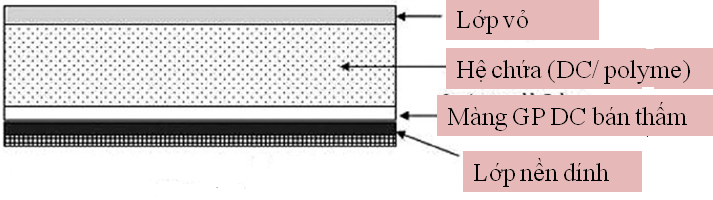 Lớp vỏ
Hệ chứa (DC/ polyme)
Màng GP DC bán thấm
Lớp nền dính